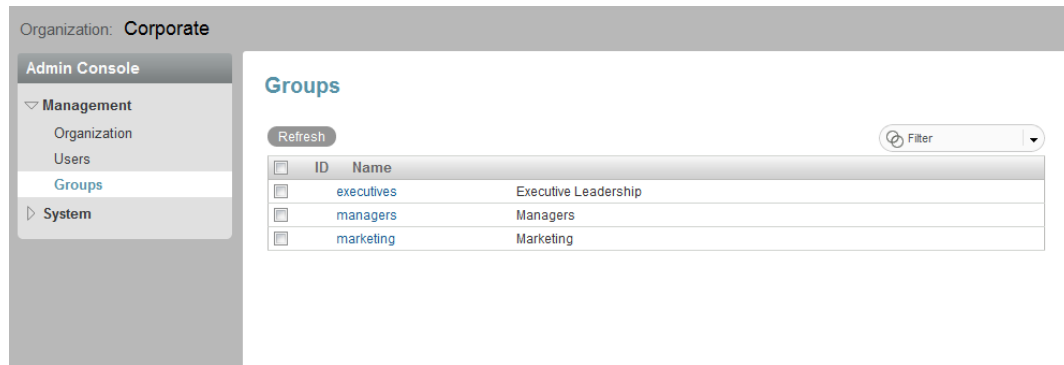 Organization: Corporate
Admin Console
Management
Organization
Users
Groups
System
Groups
Refresh
Filter
ID Name
executives Executive Leadership
managers Managers
marketing Marketing